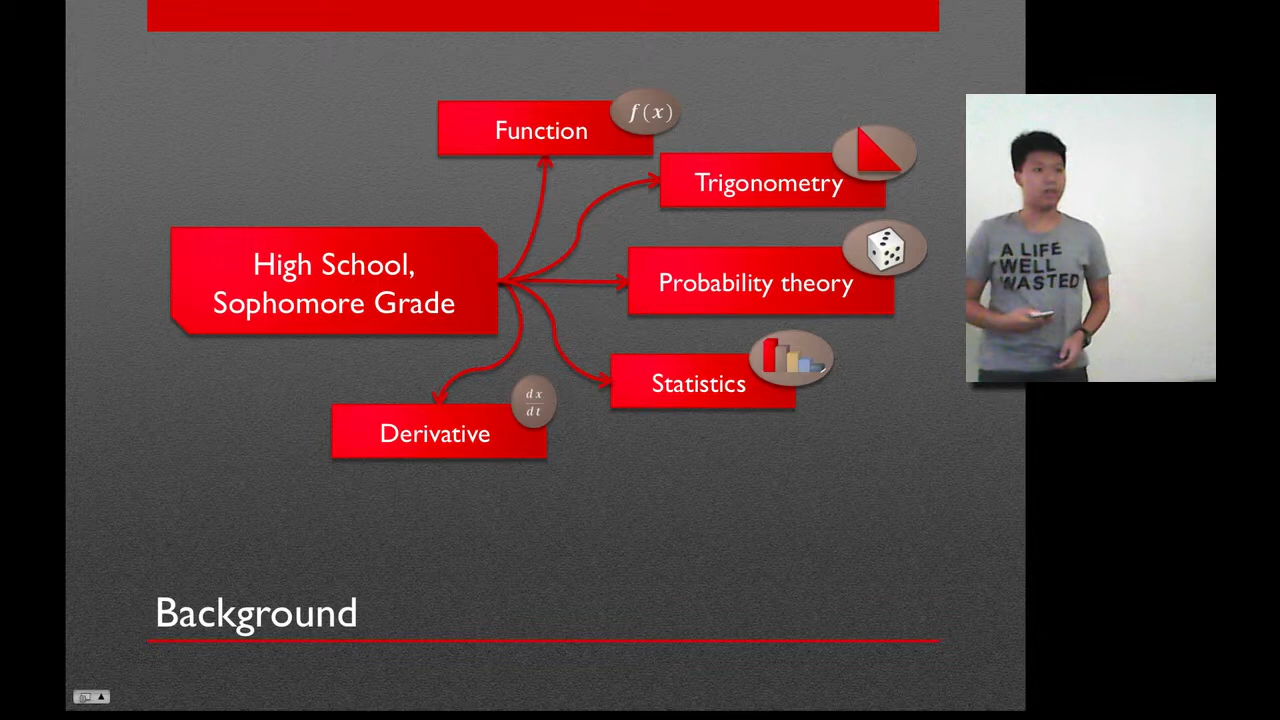 Function
f(x)
Trigonometry
High School,
Sophomore Grade
Probability theory
Statistics
dx
dt
Derivative
Background
A LIFE
WELL
WASTED